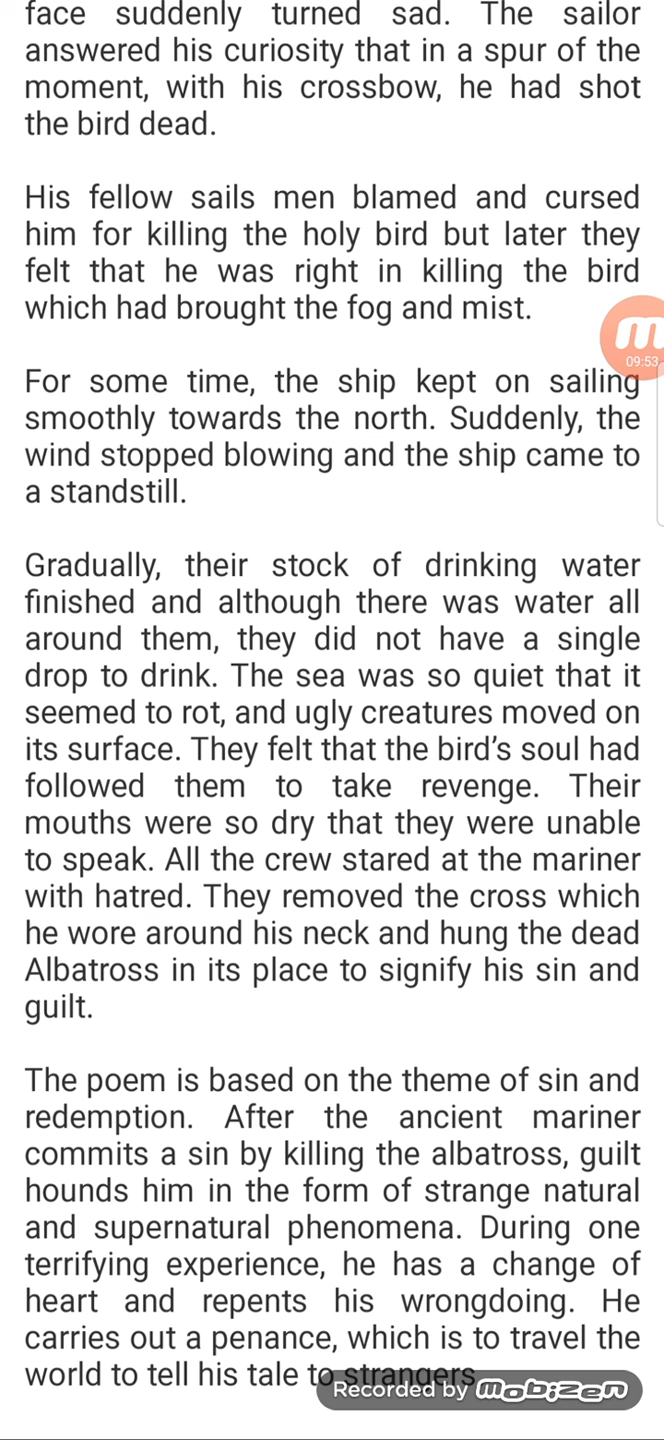 face suddenly turned sad. The sailor
answered his curiosity that in a spur of the
moment, with his crossbow, he had shot
the bird dead.
His fellow sails men blamed and cursed
him for killing the holy bird but later they
felt that he was right in killing the bird
which had brought the fog and mist.
m
09:53
For some time, the ship kept on sailing
smoothly towards the north. Suddenly, the
wind stopped blowing and the ship came to
a standstill.
Gradually, their stock of drinking water
finished and although there was water all
around them, they did not have a single
drop to drink. The sea was so quiet that it
seemed to rot, and ugly creatures moved on
its surface. They felt that the bird’s soul had
followed them to take revenge. Their
mouths were so dry that they were unable
to speak. All the crew stared at the mariner
with hatred. They removed the cross which
he wore around his neck and hung the dead
Albatross in its place to signify his sin and
guilt.
The poem is based on the theme of sin and
redemption. After the ancient mariner
commits a sin by killing the albatross, guilt
hounds him in the form of strange natural
and supernatural phenomena. During one
terrifying experience, he has a change of
heart and repents his wrongdoing. He
carries out a penance, which is to travel the
world to tell his tale to strangers
Recorded by mobizen